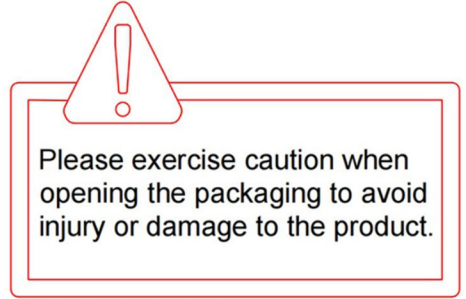 Please exercise caution when
opening the packaging to avoid
injury or damage to the product.